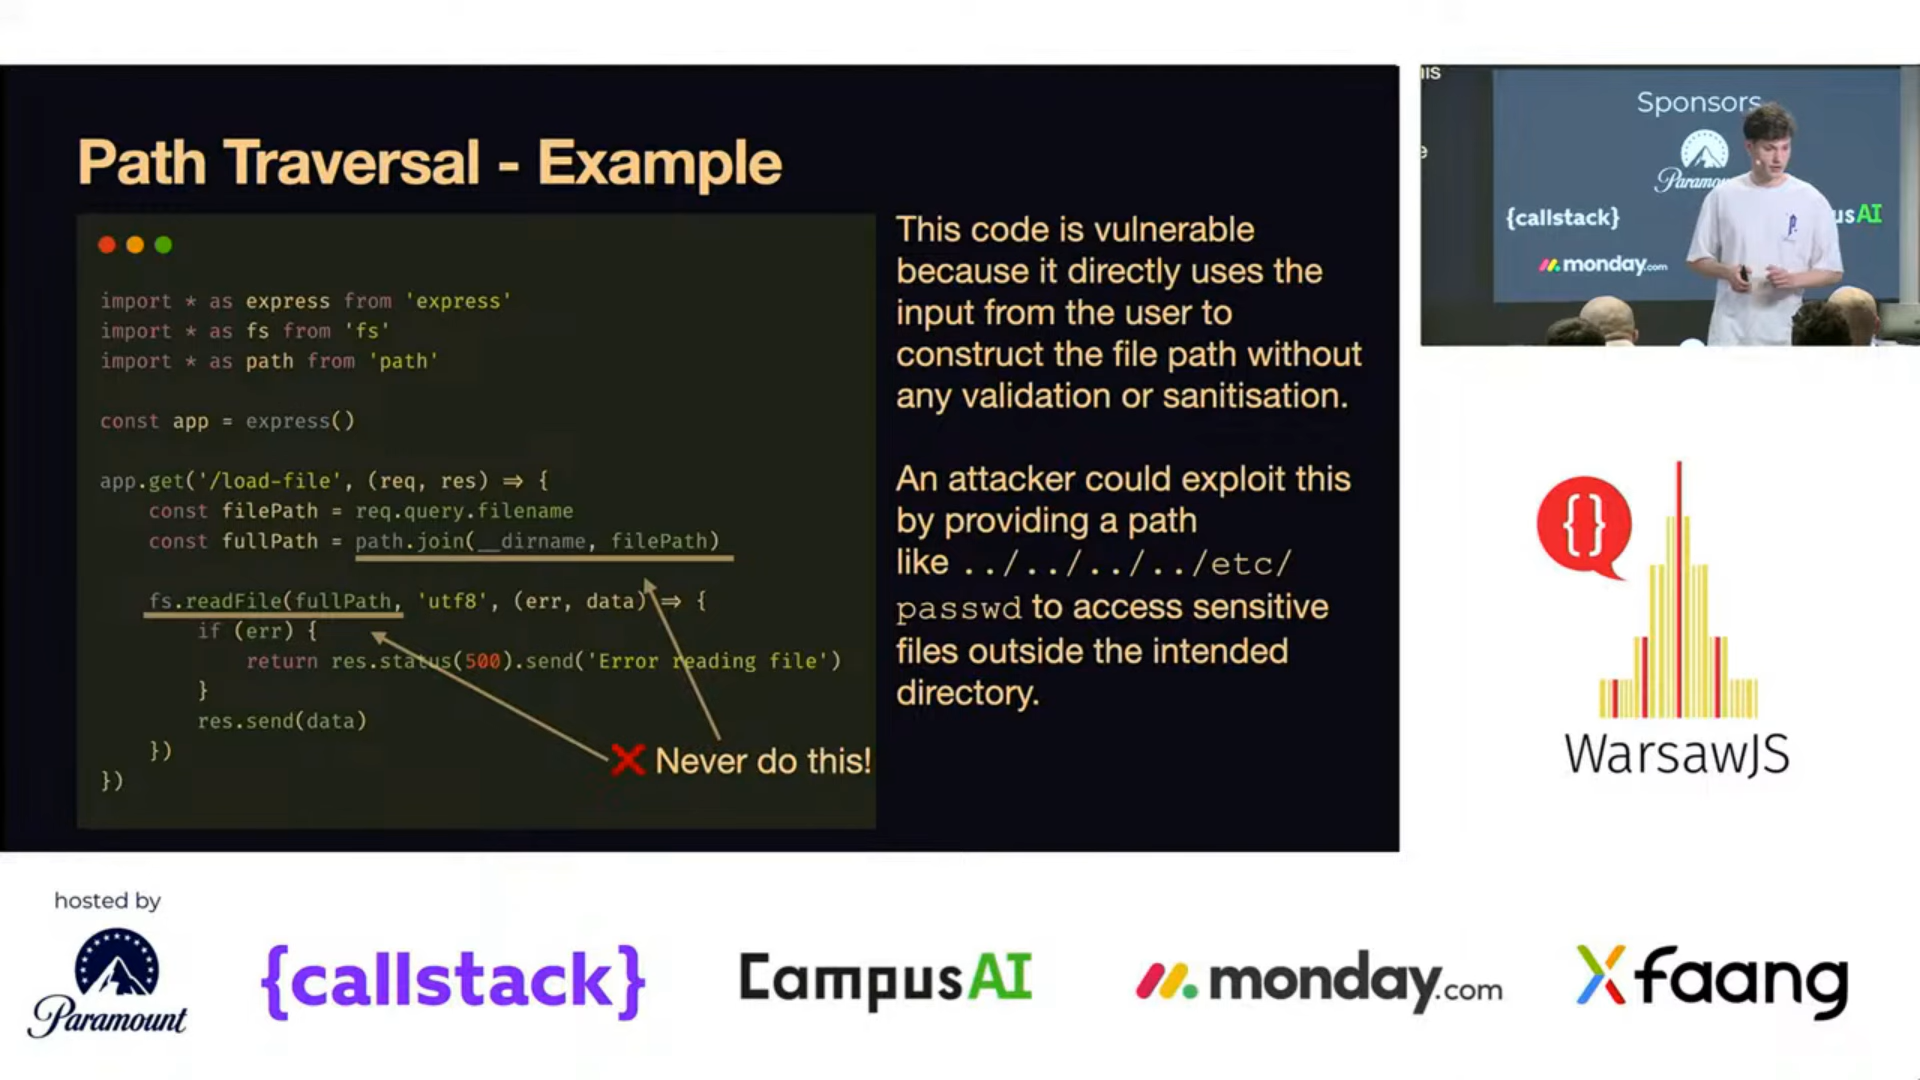 Path Traversal - Example
import * as express from 'express'
import * as fs from 'fs'
import * as path from 'path'
const app = express()
app.get('/load-file', (req, res) => {
const filePath = req.query.filename
const fullPath = path.join(__dirname, filePath)
fs.readFile(fullPath, 'utf8', (err, data) => {
if (err) {
return res.status(500).send('Error reading file')
}
res.send(data)
})
})
❌ Never do this!
This code is vulnerable
because it directly uses the
input from the user to
construct the file path without
any validation or sanitisation.
An attacker could exploit this
by providing a path
like ../../../../etc/
passwd to access sensitive
files outside the intended
directory.
Sponsors
{callstack}
monday.com
{}
WarsawJS
hosted by
Paramount
{callstack}
CampusAI
monday.com
Xfaang